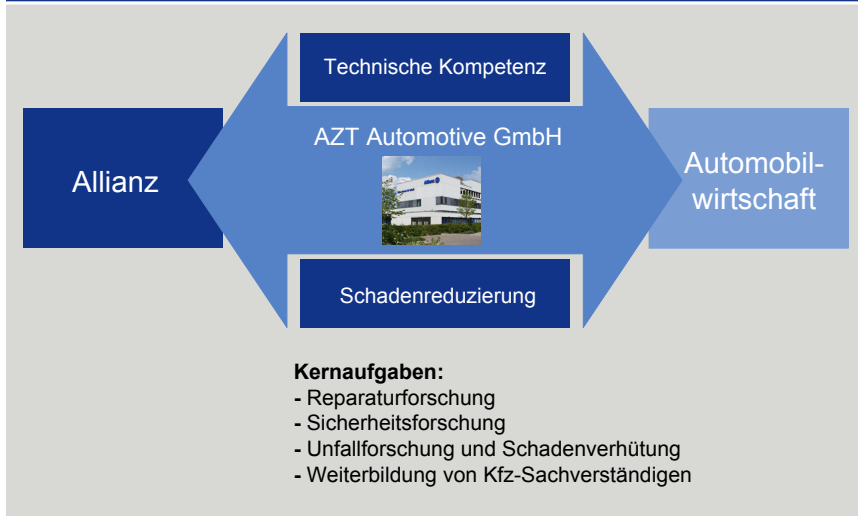 Technische Kompetenz
AZT Automotive GmbH
Allianz
Automobil-
wirtschaft
Schadenreduzierung
Kernaufgaben:
- Reparaturforschung
- Sicherheitsforschung
- Unfallforschung und Schadenverhütung
- Weiterbildung von Kfz-Sachverständigen